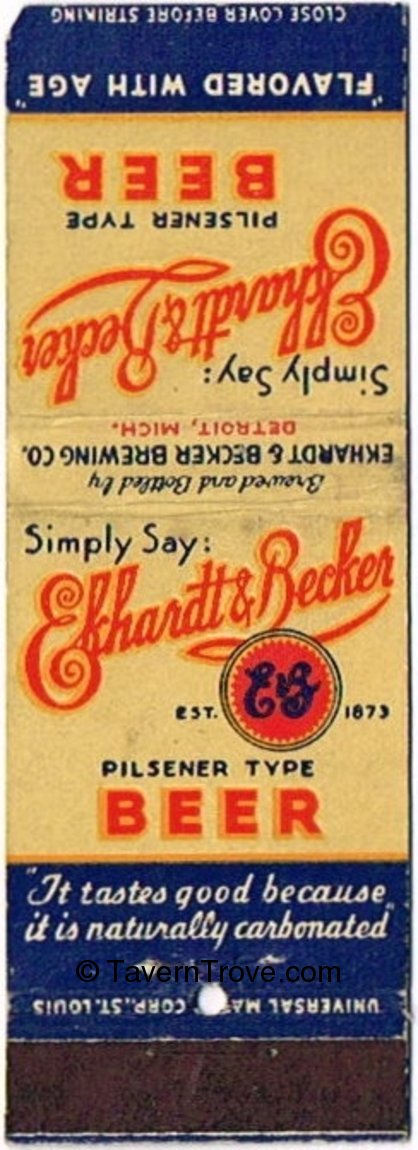 CLOSE COVER BEFORE STRIKING
"FLAVORED WITH AGE"
Simply Say:
Ekhardt & Becker
PILSENER TYPE
BEER
Brewed and Bottled by
EKHARDT & BECKER BREWING CO.
DETROIT, MICH.
Simply Say:
Ekhardt & Becker
EST. E&B 1873
PILSENER TYPE
BEER
"It tastes good because
it is naturally carbonated"
© TavernTrove.com
UNIVERSAL CORP., ST. LOUIS